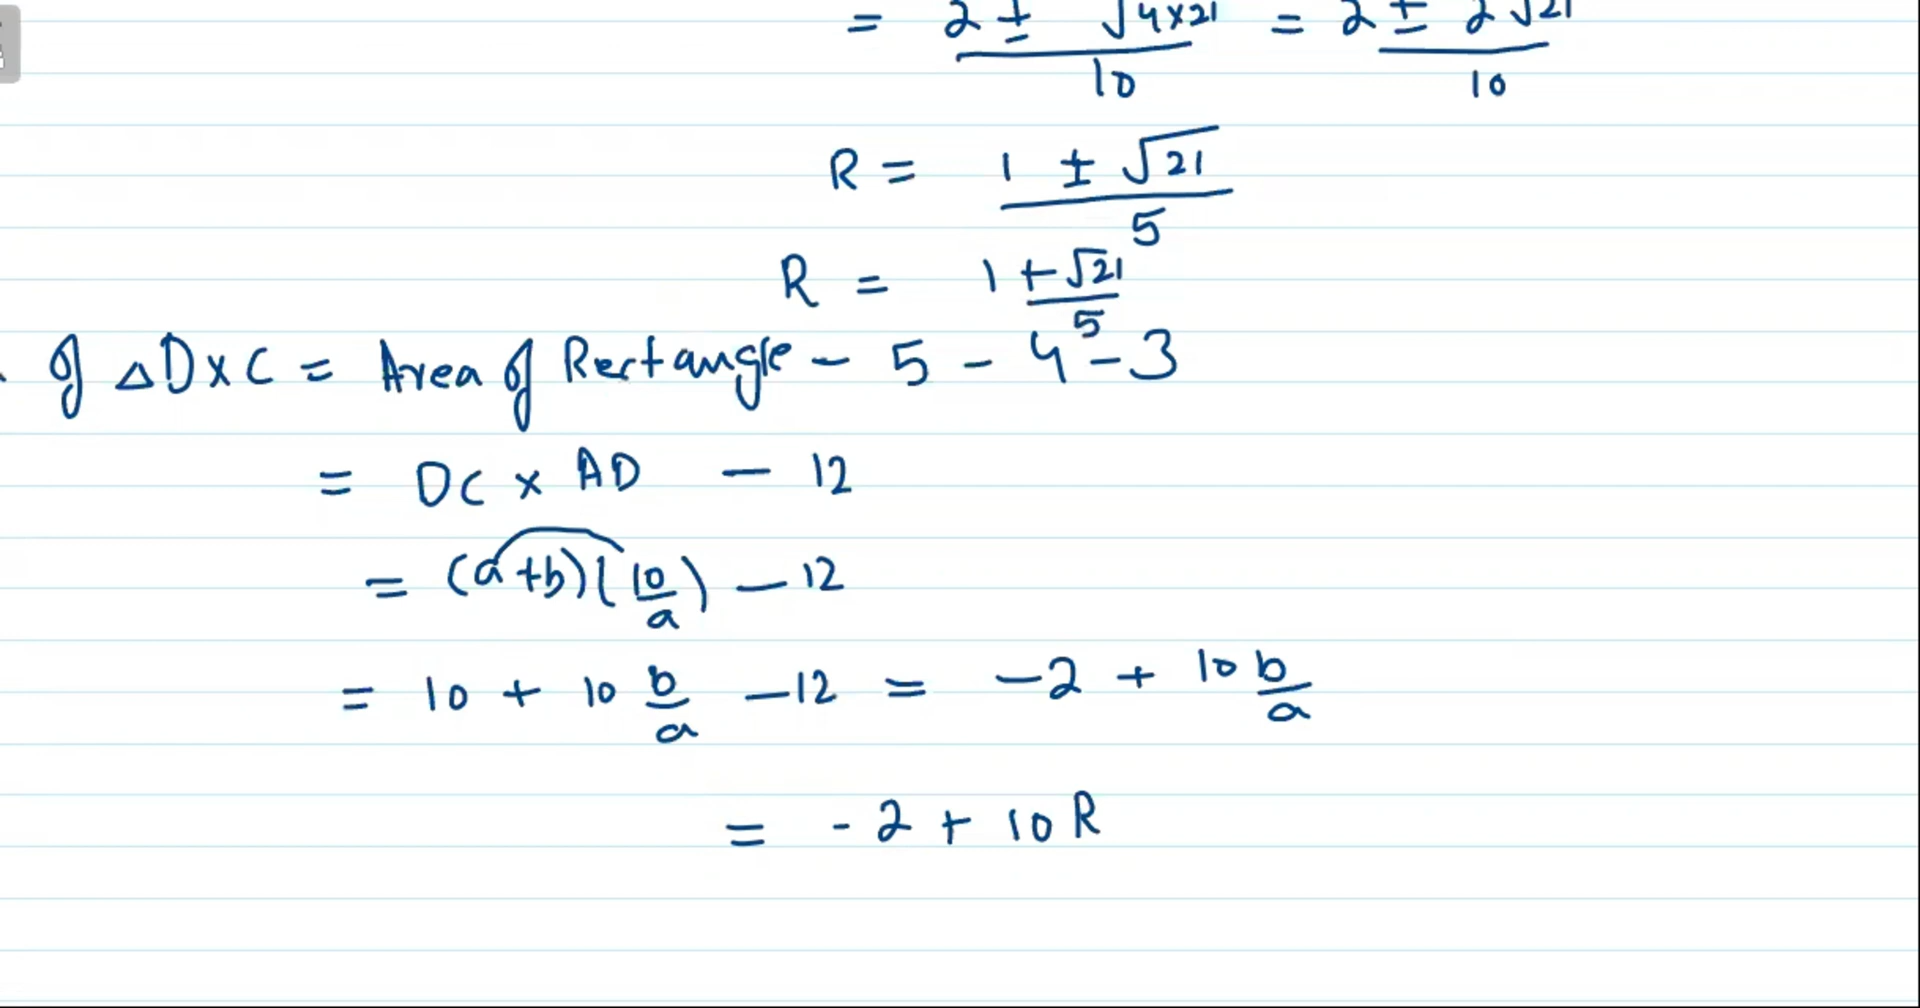 = 2 ± √4×21 / 10 = 2 ± 2√21 / 10
R = 1 ± √21 / 5
R = 1 + √21 / 5
of △DXC = Area of Rectangle - 5 - 4 - 3
= DC × AD - 12
= (a+b)(10/a) - 12
= 10 + 10 b/a - 12 = -2 + 10 b/a
= -2 + 10R